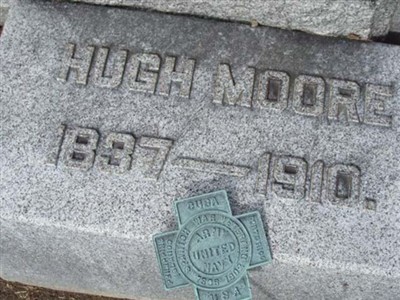 HUGH MOORE
1837—1910.
CUBA
ARMY
UNITED
NAVY
U.S.A.